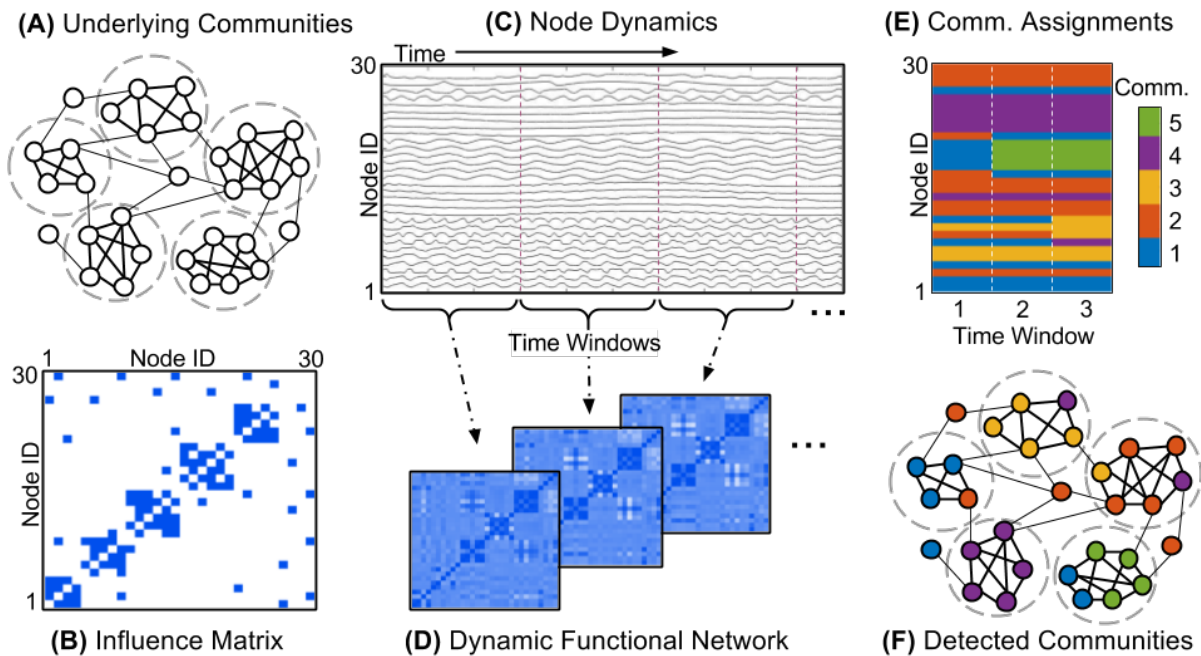 (A) Underlying Communities
(C) Node Dynamics
Time
30
Node ID
1
Time Windows
...
(E) Comm. Assignments
30
Node ID
1
Comm.
5
4
3
2
1
1 2 3
Time Window
1 Node ID 30
30
Node ID
1
(B) Influence Matrix
...
(D) Dynamic Functional Network
(F) Detected Communities